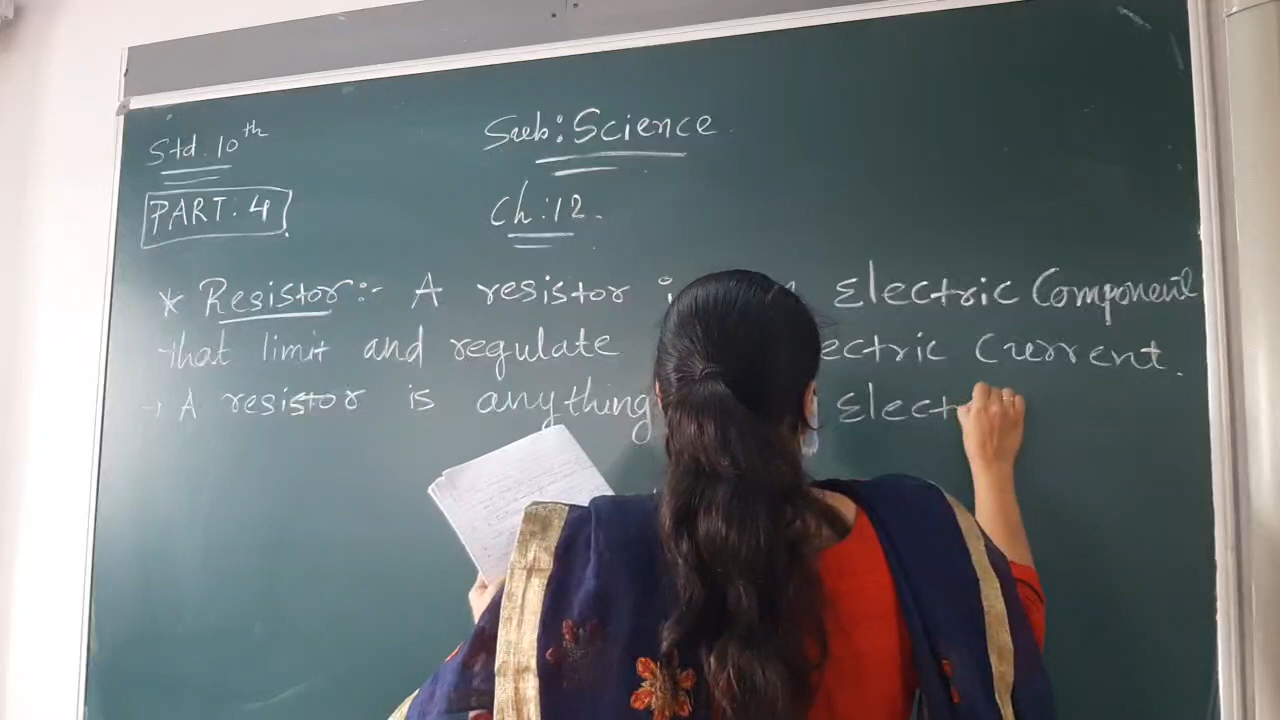 Std. 10th
Sub: Science
PART: 4
Ch: 12.
* Resistor :- A resistor Electric Component
that limit and regulate Electric Current.
→ A resistor is anything Elect